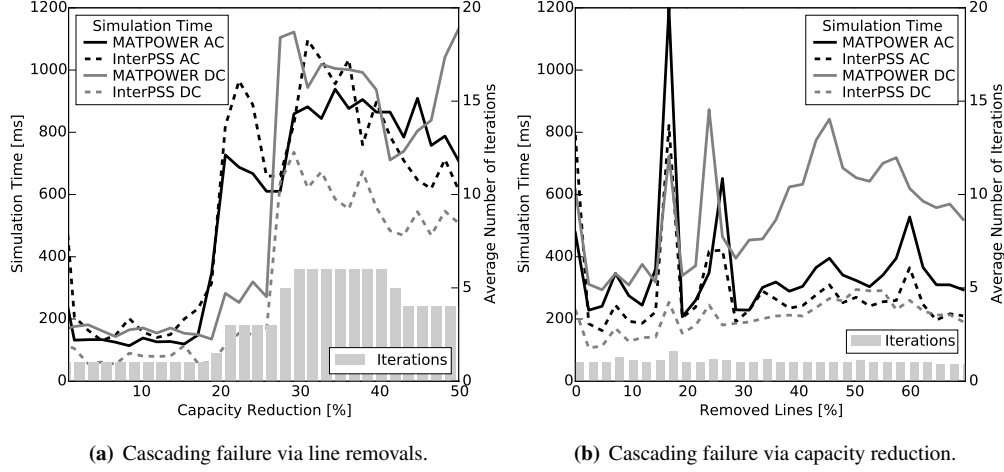 1200
1000
800
600
400
200
0
Simulation Time [ms]
Simulation Time
MATPOWER AC
InterPSS AC
MATPOWER DC
InterPSS DC
Iterations
20
15
10
5
0
Average Number of Iterations
10 20 30 40 50
Capacity Reduction [%]
(a) Cascading failure via line removals.
1200
1000
800
600
400
200
0
Simulation Time [ms]
Simulation Time
MATPOWER AC
InterPSS AC
MATPOWER DC
InterPSS DC
Iterations
20
15
10
5
0
Average Number of Iterations
0 10 20 30 40 50 60
Removed Lines [%]
(b) Cascading failure via capacity reduction.